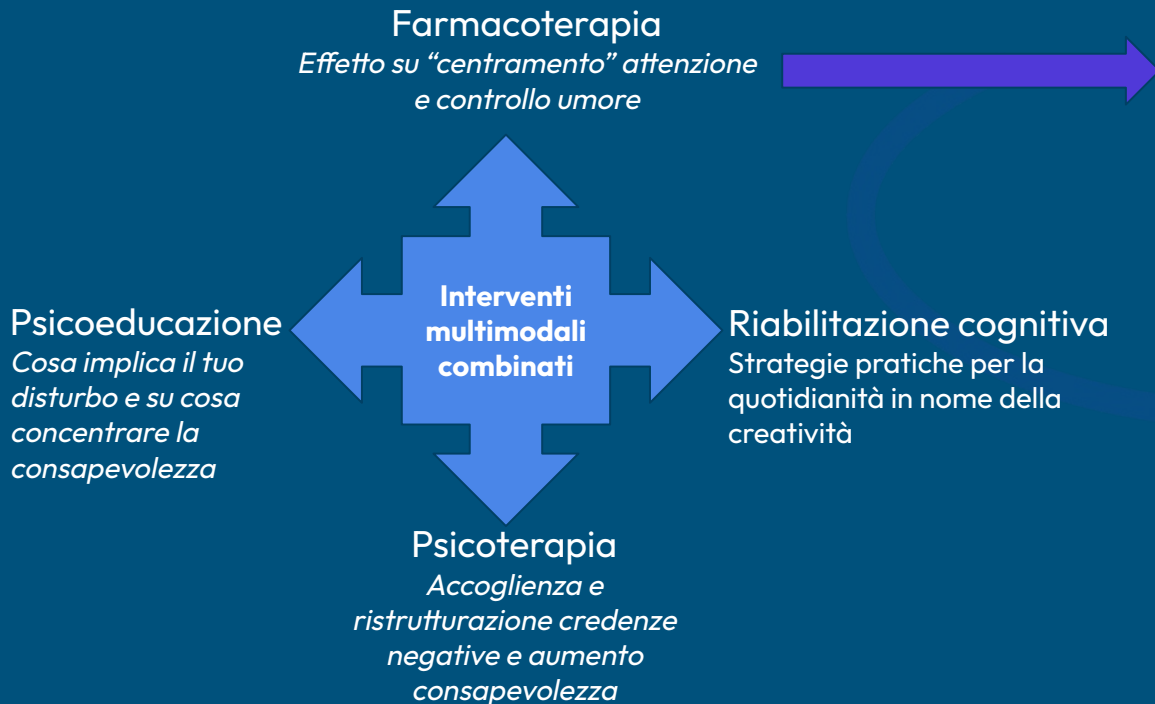 Farmacoterapia
Effetto su “centramento” attenzione
e controllo umore
Interventi
multimodali
combinati
Psicoeducazione
Cosa implica il tuo
disturbo e su cosa
concentrare la
consapevolezza
Riabilitazione cognitiva
Strategie pratiche per la
quotidianità in nome della
creatività
Psicoterapia
Accoglienza e
ristrutturazione credenze
negative e aumento
consapevolezza